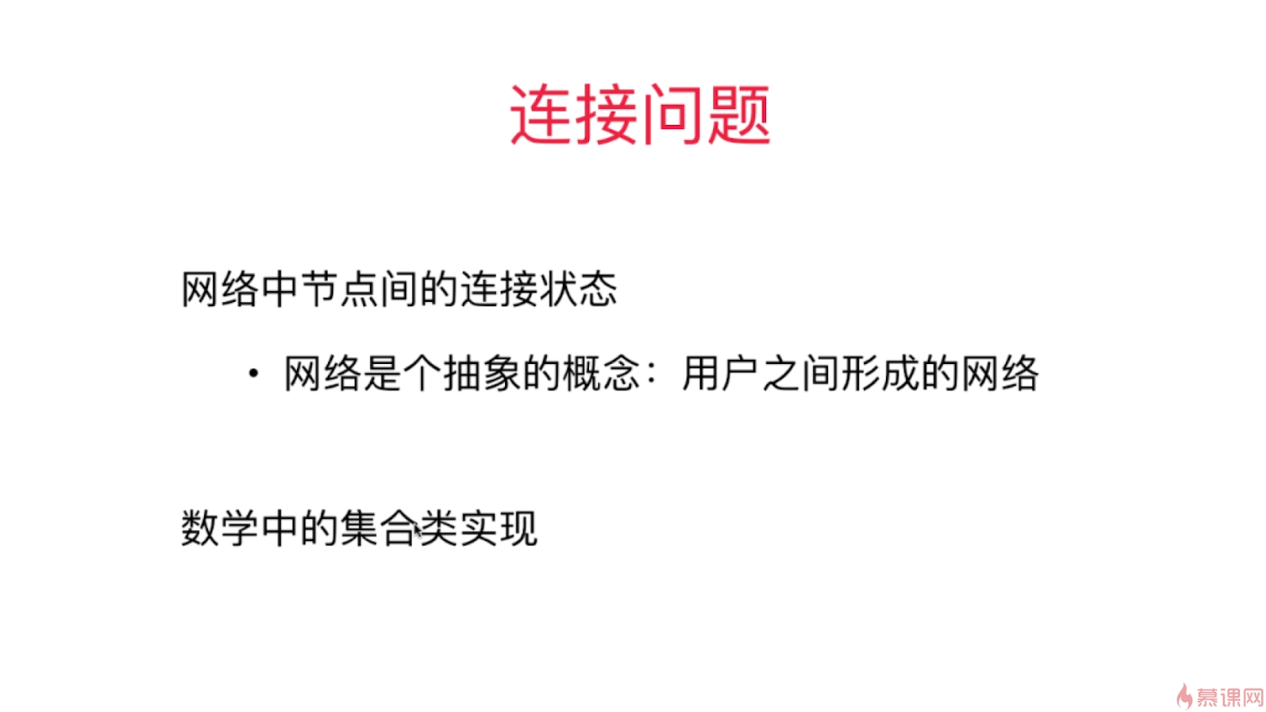 连接问题
网络中节点间的连接状态
• 网络是个抽象的概念：用户之间形成的网络
数学中的集合类实现
慕课网